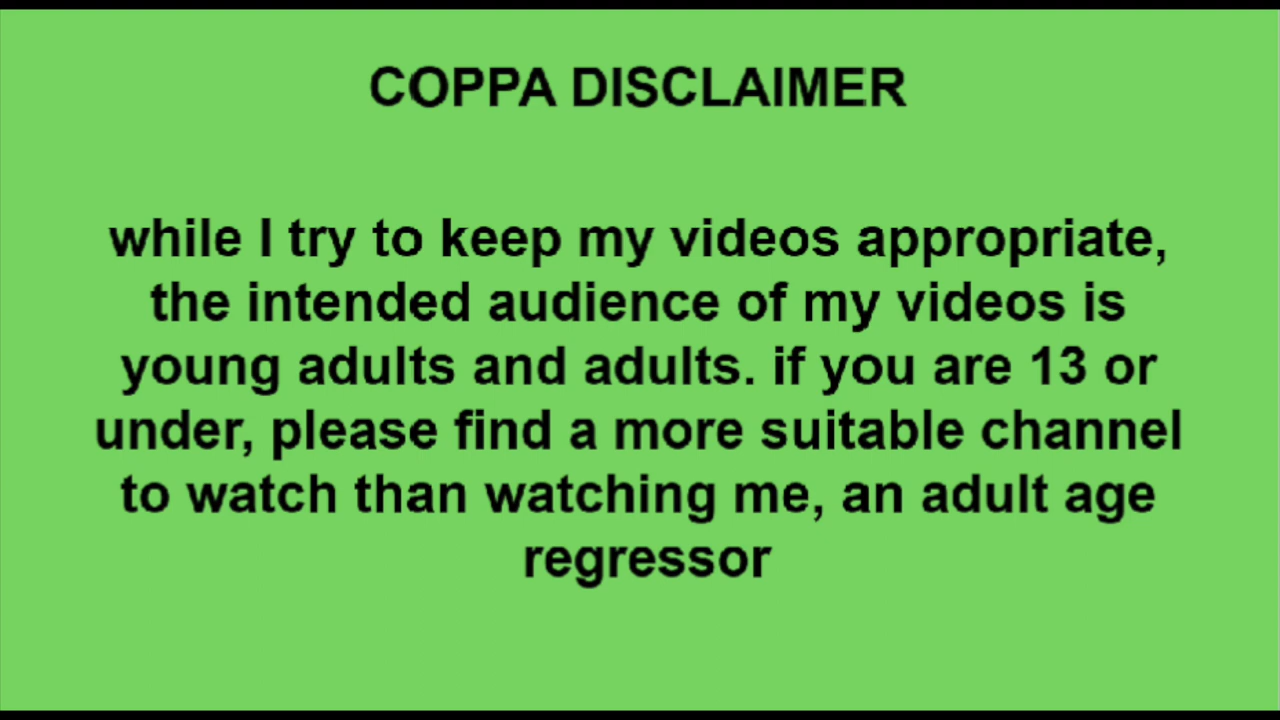 COPPA DISCLAIMER
while I try to keep my videos appropriate,
the intended audience of my videos is
young adults and adults. if you are 13 or
under, please find a more suitable channel
to watch than watching me, an adult age
regressor